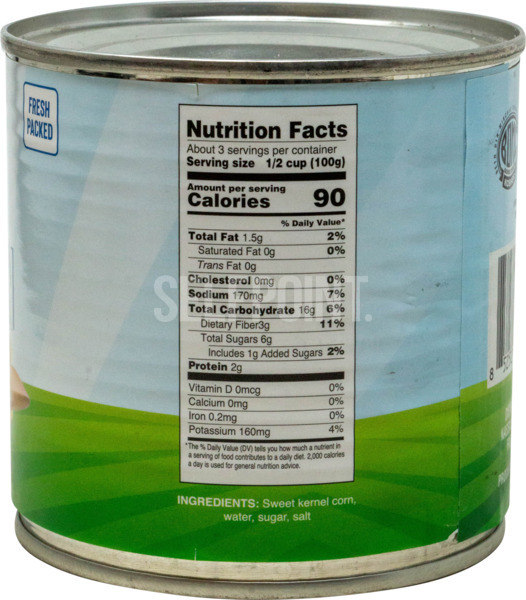 FRESH
PACKED
Nutrition Facts
About 3 servings per container
Serving size 1/2 cup (100g)
Amount per serving
Calories 90
% Daily Value*
Total Fat 1.5g 2%
Saturated Fat 0g 0%
Trans Fat 0g
Cholesterol 0mg 0%
Sodium 170mg 7%
Total Carbohydrate 16g 6%
Dietary Fiber3g 11%
Total Sugars 6g
Includes 1g Added Sugars 2%
Protein 2g
Vitamin D 0mcg 0%
Calcium 0mg 0%
Iron 0.2mg 0%
Potassium 160mg 4%
*The % Daily Value (DV) tells you how much a nutrient in
a serving of food contributes to a daily diet. 2,000 calories
a day is used for general nutrition advice.
INGREDIENTS: Sweet kernel corn,
water, sugar, salt
8